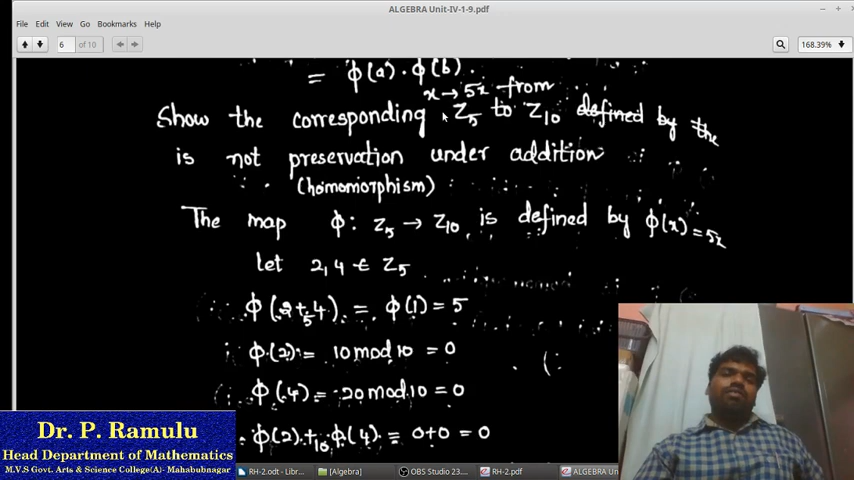 ALGEBRA Unit-IV-1-9.pdf
File Edit View Go Bookmarks Help
6 of 10 168.39%
= ϕ(a) · ϕ(b).
x → 5x from
Show the corresponding Z₅ to Z₁₀ defined by the
is not preservation under addition
(homomorphism)
The map ϕ: Z₅ → Z₁₀ is defined by ϕ(x) = 5x
let 2,4 ∈ Z₅
ϕ(2+₅4) = ϕ(1) = 5
ϕ(2) = 10 mod 10 = 0
ϕ(4) = 20 mod 10 = 0
ϕ(2) +₁₀ ϕ(4) = 0+0 = 0
Dr. P. Ramulu
Head Department of Mathematics
M.V.S Govt. Arts & Science College(A)- Mahabubnagar
RH-2.odt - Libr... [Algebra] OBS Studio 23.... RH-2.pdf ALGEBRA Uni